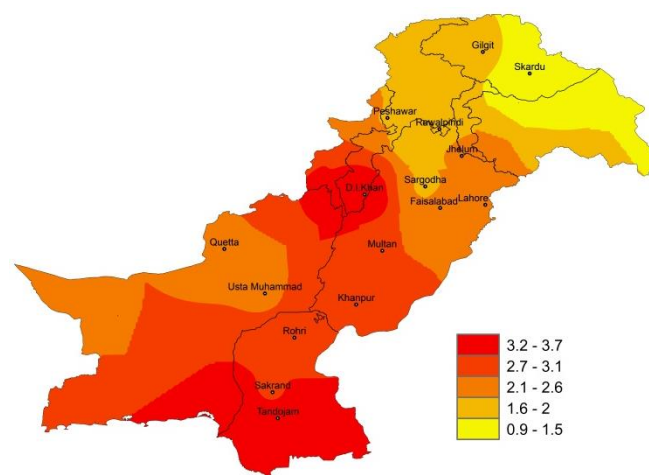 Gilgit
Skardu
Peshawar
Rawalpindi
Jhelum
D.I.Khan
Sargodha
Faisalabad
Lahore
Quetta
Multan
Usta Muhammad
Khanpur
Rohri
Sakrand
Tandojam
3.2 - 3.7
2.7 - 3.1
2.1 - 2.6
1.6 - 2
0.9 - 1.5